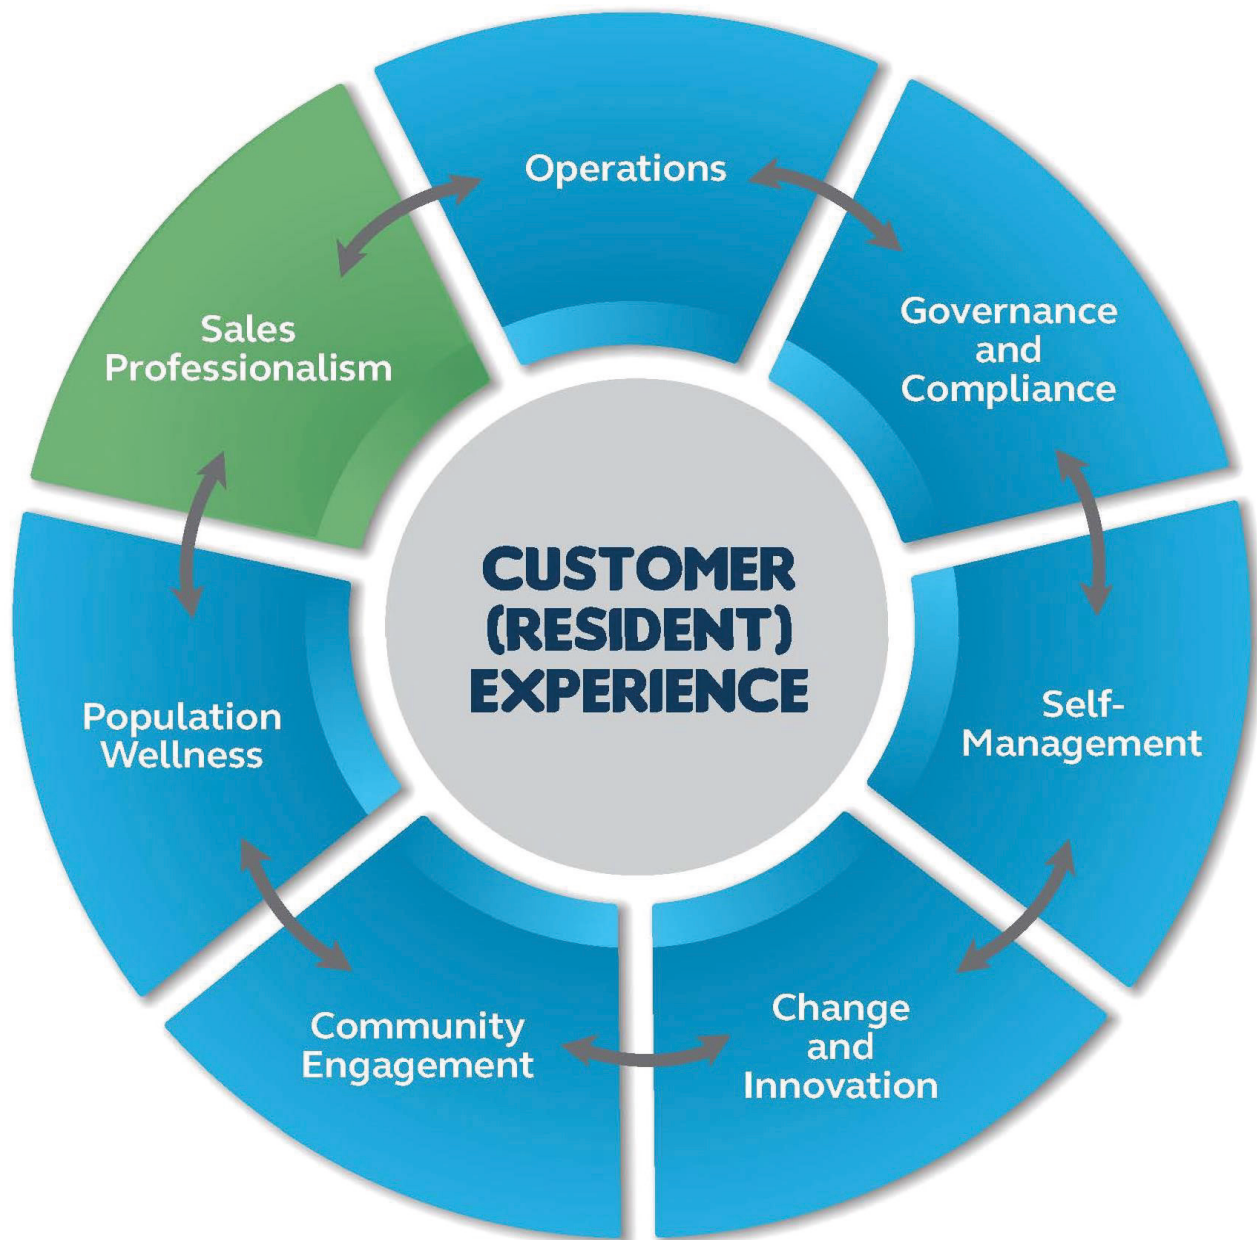 Operations
Governance
and
Compliance
Self-
Management
Change
and
Innovation
Community
Engagement
Population
Wellness
Sales
Professionalism
CUSTOMER
(RESIDENT)
EXPERIENCE